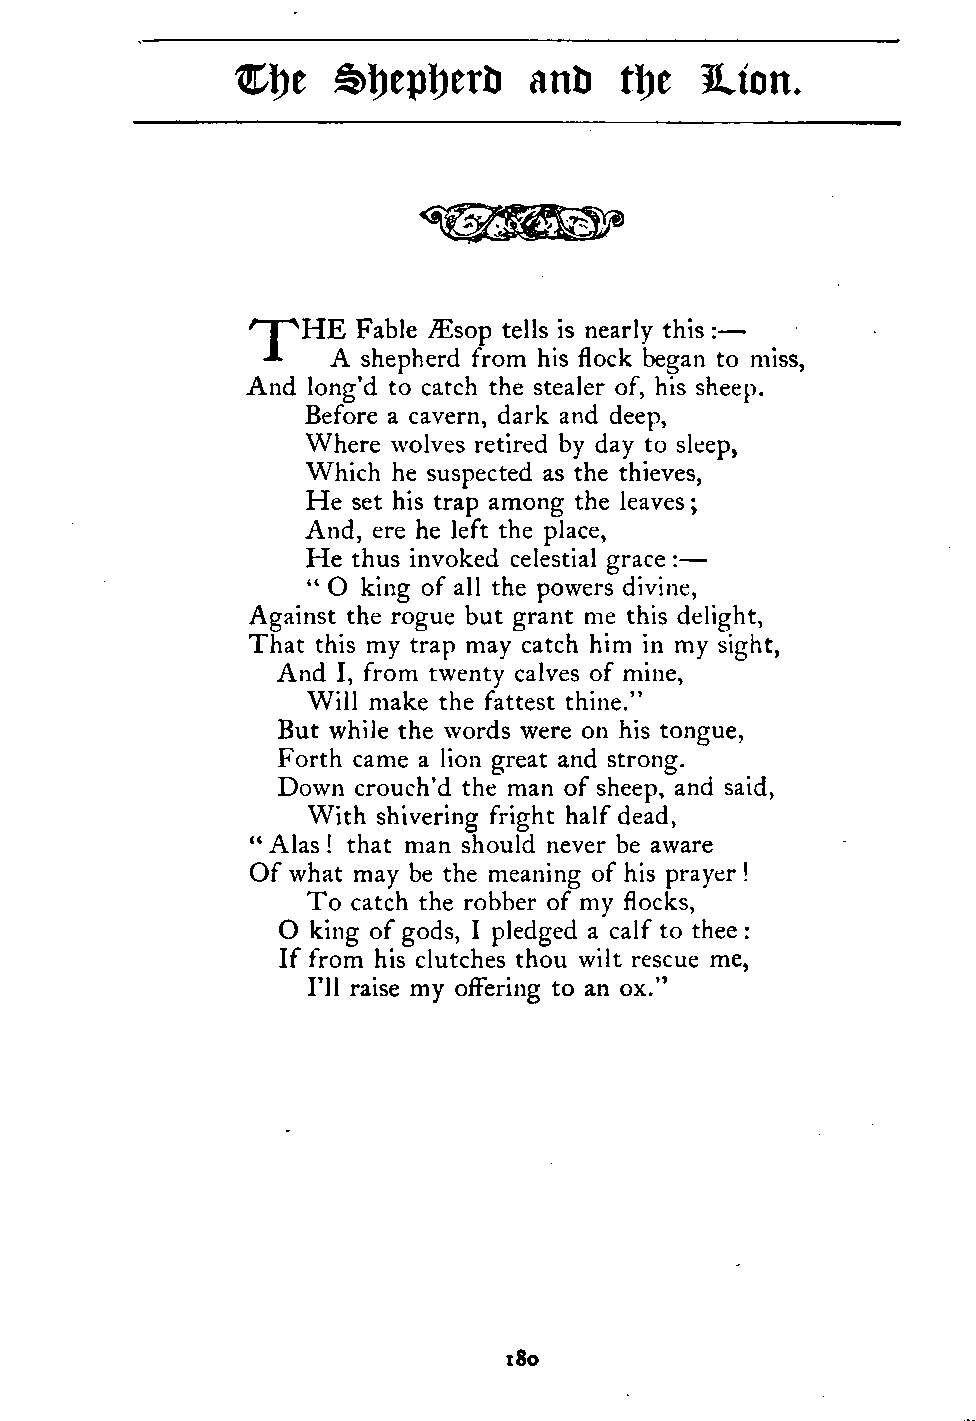 The Shepherd and the Lion.
THE Fable Æsop tells is nearly this :—
A shepherd from his flock began to miss,
And long'd to catch the stealer of, his sheep.
Before a cavern, dark and deep,
Where wolves retired by day to sleep,
Which he suspected as the thieves,
He set his trap among the leaves ;
And, ere he left the place,
He thus invoked celestial grace :—
“ O king of all the powers divine,
Against the rogue but grant me this delight,
That this my trap may catch him in my sight,
And I, from twenty calves of mine,
Will make the fattest thine.”
But while the words were on his tongue,
Forth came a lion great and strong.
Down crouch'd the man of sheep, and said,
With shivering fright half dead,
“ Alas ! that man should never be aware
Of what may be the meaning of his prayer !
To catch the robber of my flocks,
O king of gods, I pledged a calf to thee :
If from his clutches thou wilt rescue me,
I'll raise my offering to an ox.”
180